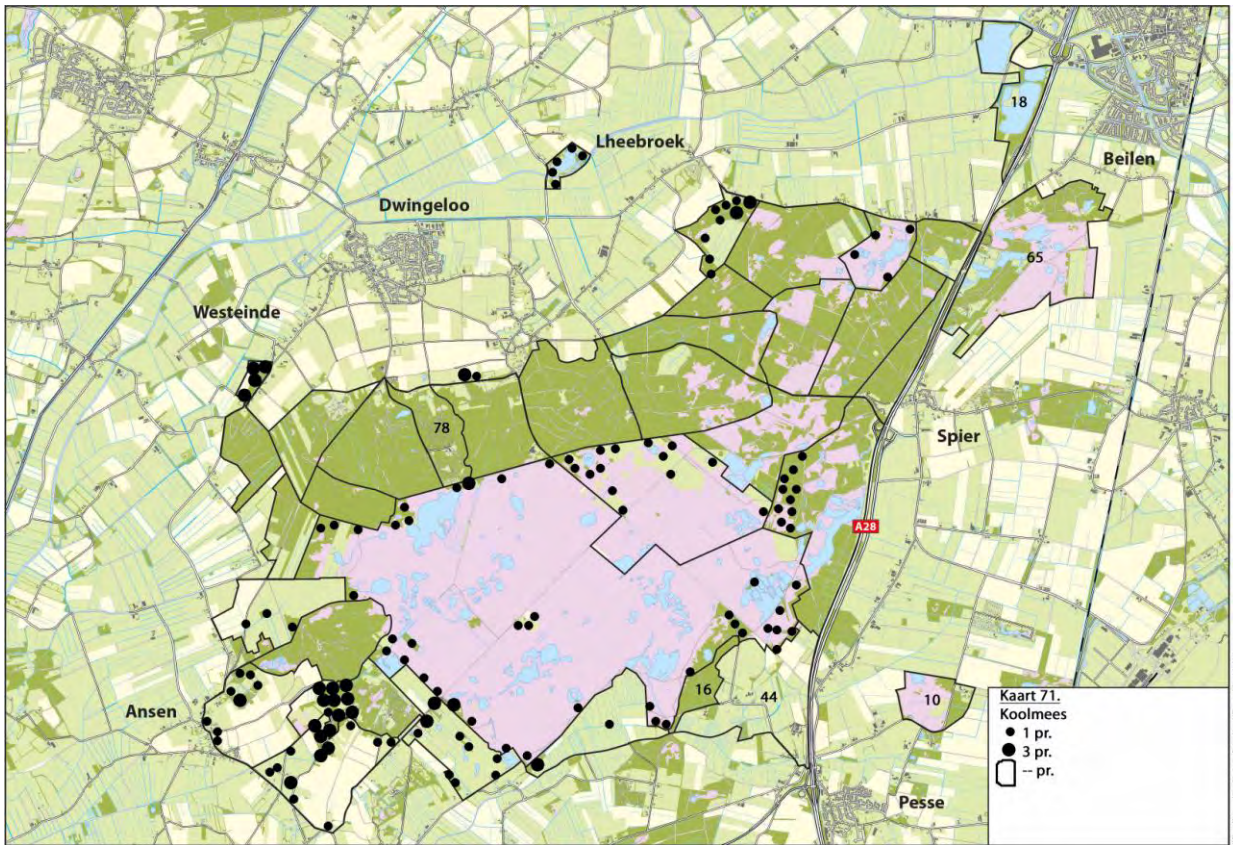 18
Lheebroek
Beilen
Dwingeloo
65
Westeinde
78
Spier
A28
16
44
10
Ansen
Pesse
Kaart 71.
Koolmees
1 pr.
3 pr.
-- pr.